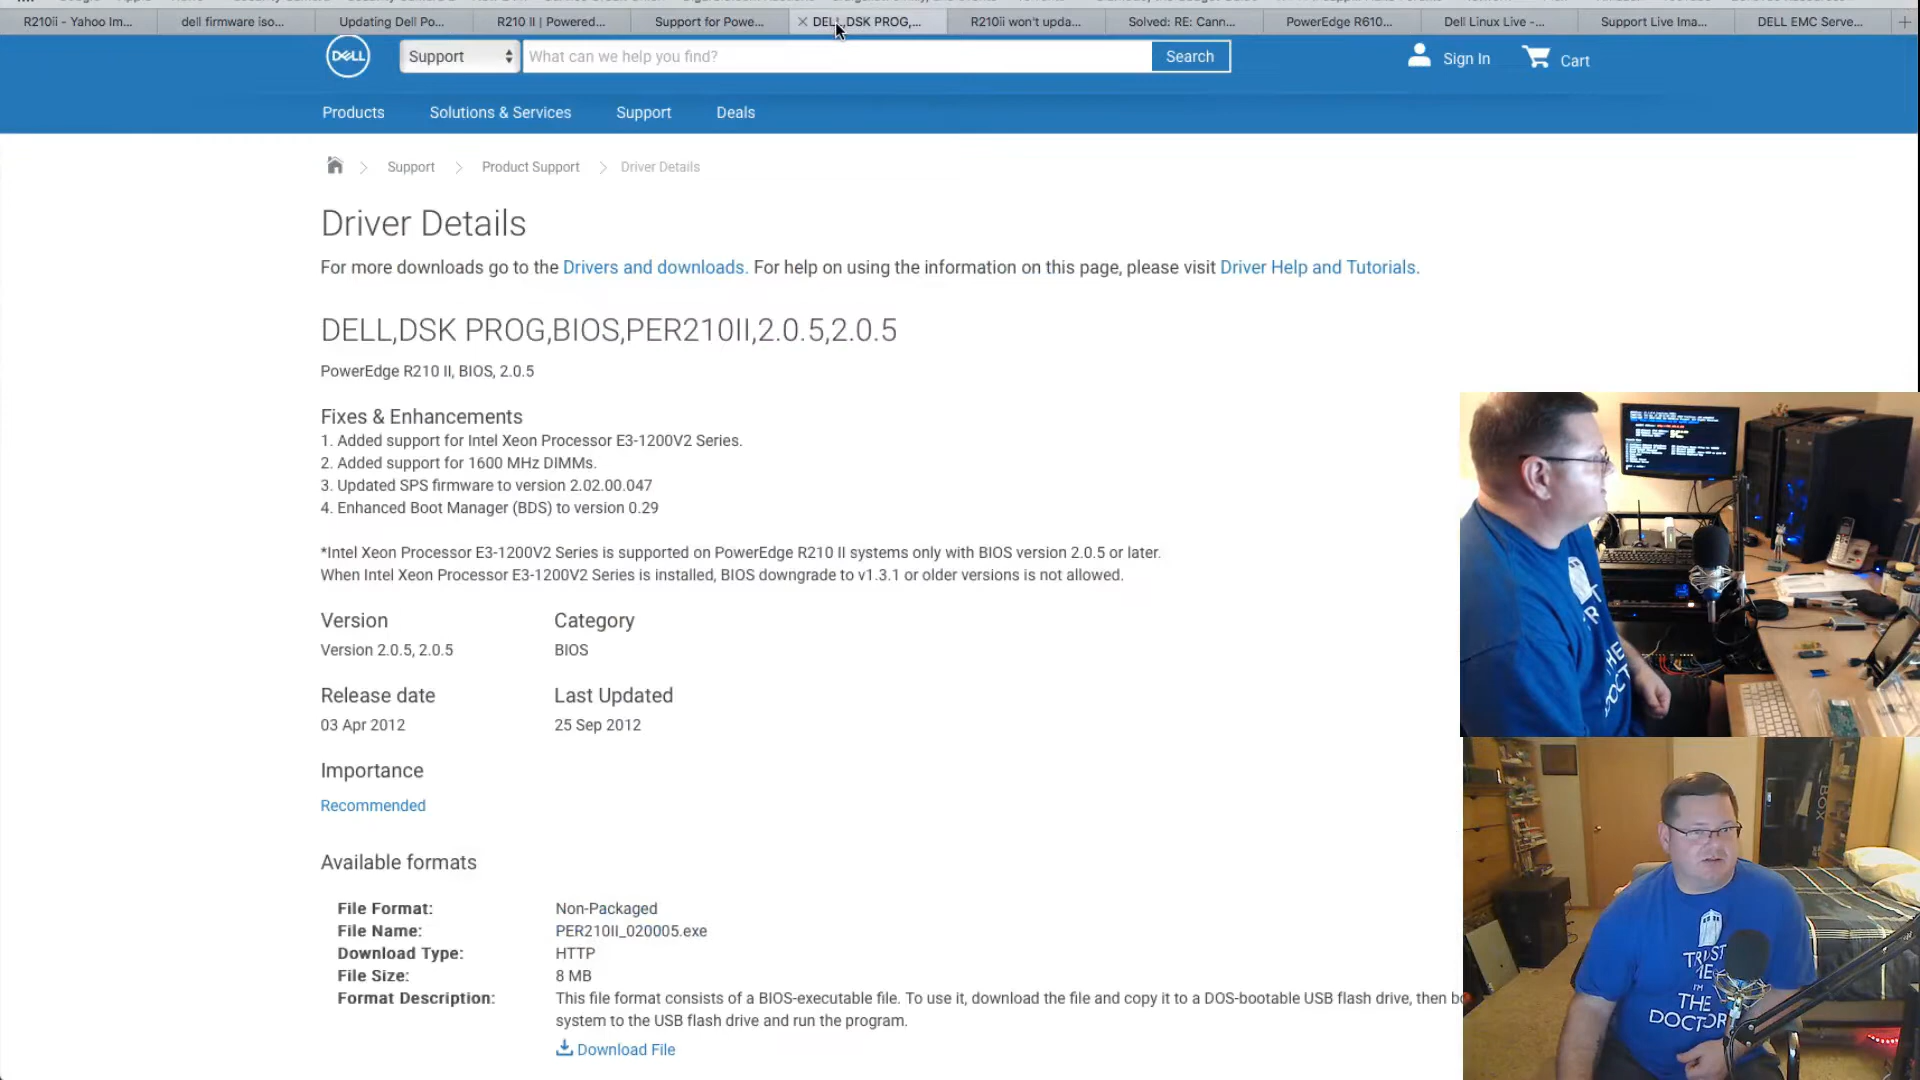 R210ii - Yahoo Im...
dell firmware iso...
Updating Dell Po...
R210 II | Powered...
Support for Powe...
DELL,DSK PROG,...
R210ii won't upda...
Solved: RE: Cann...
PowerEdge R610...
Dell Linux Live -...
Support Live Ima...
DELL EMC Serve...
DELL
Support
What can we help you find?
Search
Sign In
Cart
Products
Solutions & Services
Support
Deals
Support
Product Support
Driver Details
Driver Details
For more downloads go to the Drivers and downloads. For help on using the information on this page, please visit Driver Help and Tutorials.
DELL,DSK PROG,BIOS,PER210II,2.0.5,2.0.5
PowerEdge R210 II, BIOS, 2.0.5
Fixes & Enhancements
1. Added support for Intel Xeon Processor E3-1200V2 Series.
2. Added support for 1600 MHz DIMMs.
3. Updated SPS firmware to version 2.02.00.047
4. Enhanced Boot Manager (BDS) to version 0.29
*Intel Xeon Processor E3-1200V2 Series is supported on PowerEdge R210 II systems only with BIOS version 2.0.5 or later.
When Intel Xeon Processor E3-1200V2 Series is installed, BIOS downgrade to v1.3.1 or older versions is not allowed.
Version
Category
Version 2.0.5, 2.0.5
BIOS
Release date
Last Updated
03 Apr 2012
25 Sep 2012
Importance
Recommended
Available formats
File Format: Non-Packaged
File Name: PER210II_020005.exe
Download Type: HTTP
File Size: 8 MB
Format Description: This file format consists of a BIOS-executable file. To use it, download the file and copy it to a DOS-bootable USB flash drive, then bo
system to the USB flash drive and run the program.
Download File
THE
DOCT
BOX
TRUST
ME
I'M
THE
DOCTOR